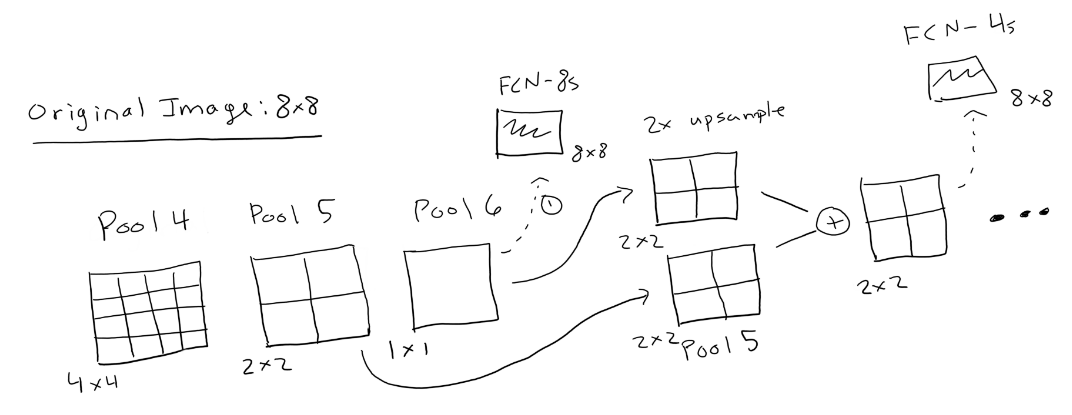 Original Image: 8x8
FCN-8s
8x8
FCN-4s
8x8
2x upsample
2x2
Pool 4
4x4
Pool 5
2x2
Pool 6
1x1
1
2x2
Pool 5
+
2x2
...